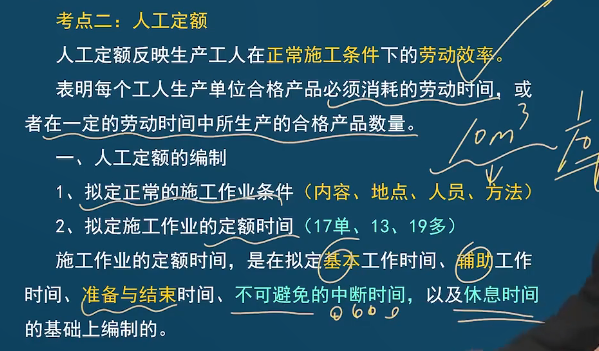 考点二：人工定额
人工定额反映生产工人在正常施工条件下的劳动效率。
表明每个工人生产单位合格产品必须消耗的劳动时间，或
者在一定的劳动时间中所生产的合格产品数量。
10m³
1/10
一、人工定额的编制
1、拟定正常的施工作业条件（内容、地点、人员、方法）
2、拟定施工作业的定额时间（17单、13、19多）
施工作业的定额时间，是在拟定基本工作时间、辅助工作
时间、准备与结束时间、不可避免的中断时间，以及休息时间
的基础上编制的。